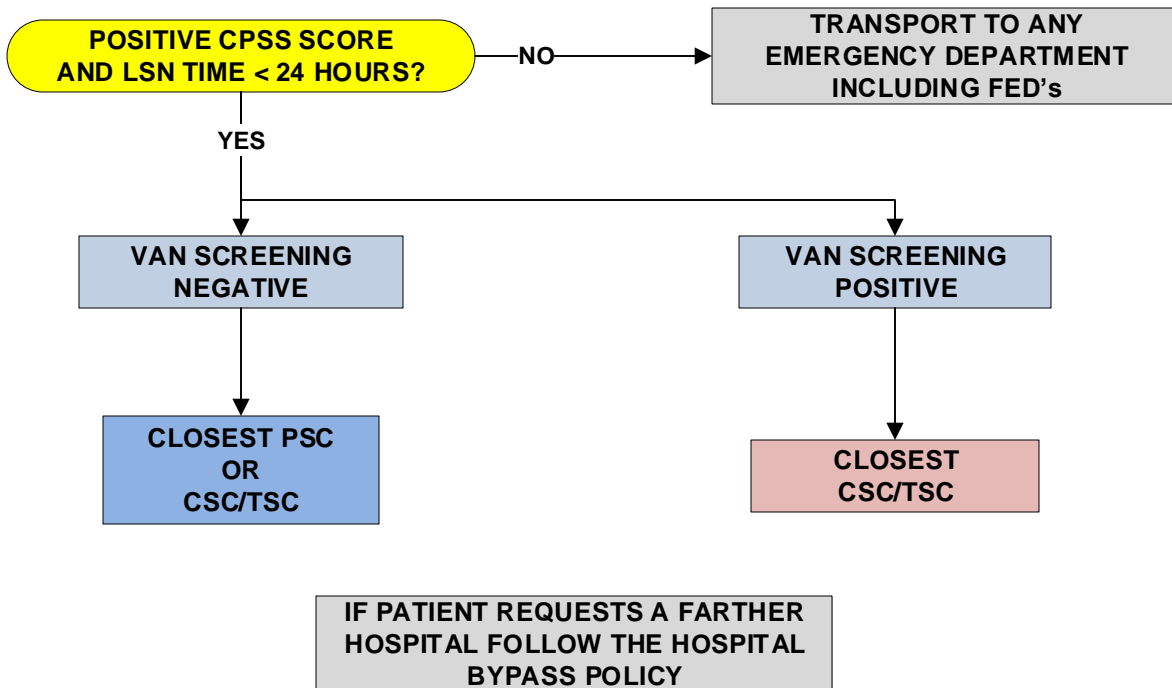 POSITIVE CPSS SCORE
AND LSN TIME < 24 HOURS?
NO
TRANSPORT TO ANY
EMERGENCY DEPARTMENT
INCLUDING FED's
YES
VAN SCREENING
NEGATIVE
VAN SCREENING
POSITIVE
CLOSEST PSC
OR
CSC/TSC
CLOSEST
CSC/TSC
IF PATIENT REQUESTS A FARTHER
HOSPITAL FOLLOW THE HOSPITAL
BYPASS POLICY